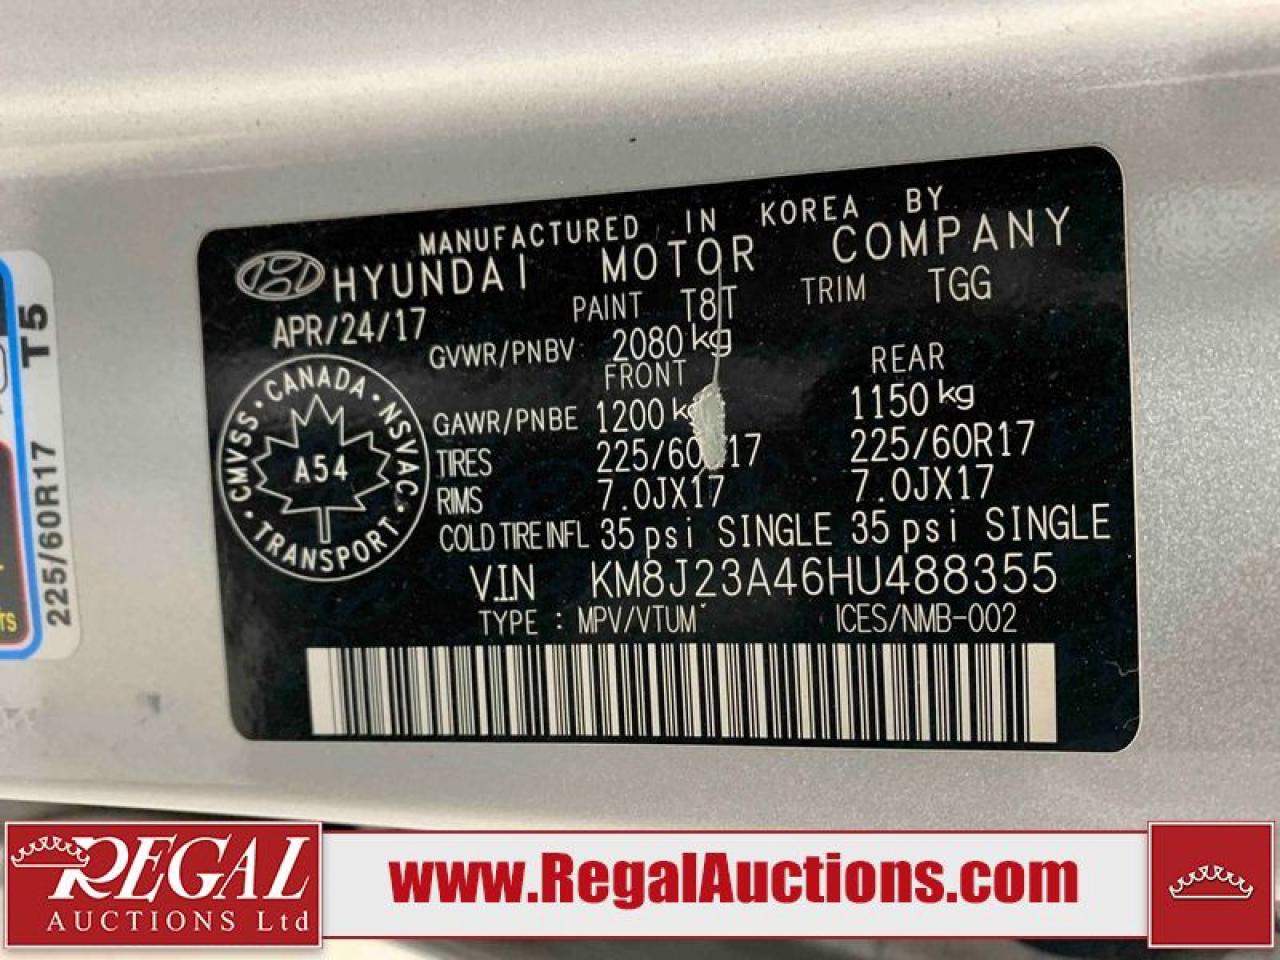 MANUFACTURED IN KOREA BY
HYUNDAI MOTOR COMPANY
APR/24/17 PAINT T8T TRIM TGG
GVWR/PNBV 2080 kg
FRONT REAR
GAWR/PNBE 1200 kg 1150 kg
TIRES 225/60R17 225/60R17
RIMS 7.0JX17 7.0JX17
COLD TIRE INFL 35 psi SINGLE 35 psi SINGLE
V.I.N KM8J23A46HU488355
TYPE : MPV/VTUM ICES/NMB-002
CANADA · NSVAC · TRANSPORT · CMVSS ·
A54
225/60R17 T5
REGAL
AUCTIONS Ltd
www.RegalAuctions.com